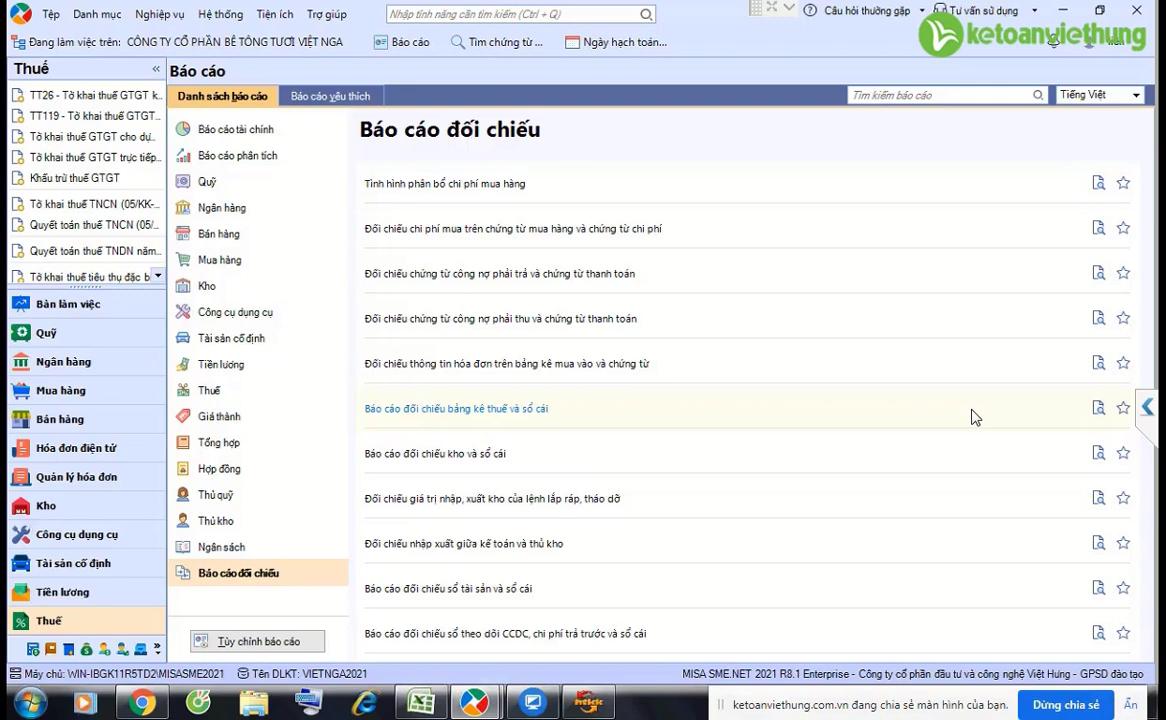 Tệp Danh mục Nghiệp vụ Hệ thống Tiện ích Trợ giúp
Nhập tính năng cần tìm kiếm (Ctrl + Q)
Câu hỏi thường gặp
Tư vấn sử dụng
Đang làm việc trên: CÔNG TY CỔ PHẦN BÊ TÔNG TƯƠI VIỆT NGA
Báo cáo
Tìm chứng từ ...
Ngày hạch toán...
ketoanviethung
Thuế
TT26 - Tờ khai thuế GTGT k...
TT119 - Tờ khai thuế GTGT...
Tờ khai thuế GTGT cho dự...
Tờ khai thuế GTGT trực tiếp...
Khấu trừ thuế GTGT
Tờ khai thuế TNCN (05/KK-...
Quyết toán thuế TNCN (05/...
Quyết toán thuế TNDN năm...
Tờ khai thuế tiêu thụ đặc b
Bàn làm việc
Quỹ
Ngân hàng
Mua hàng
Bán hàng
Hóa đơn điện tử
Quản lý hóa đơn
Kho
Công cụ dụng cụ
Tài sản cố định
Tiền lương
Thuế
Báo cáo
Danh sách báo cáo
Báo cáo yêu thích
Tìm kiếm báo cáo
Tiếng Việt
Báo cáo tài chính
Báo cáo phân tích
Quỹ
Ngân hàng
Bán hàng
Mua hàng
Kho
Công cụ dụng cụ
Tài sản cố định
Tiền lương
Thuế
Giá thành
Tổng hợp
Hợp đồng
Thủ quỹ
Thủ kho
Ngân sách
Báo cáo đối chiếu
Tùy chỉnh báo cáo
Báo cáo đối chiếu
Tình hình phân bổ chi phí mua hàng
Đối chiếu chi phí mua trên chứng từ mua hàng và chứng từ chi phí
Đối chiếu chứng từ công nợ phải trả và chứng từ thanh toán
Đối chiếu chứng từ công nợ phải thu và chứng từ thanh toán
Đối chiếu thông tin hóa đơn trên bảng kê mua vào và chứng từ
Báo cáo đối chiếu bảng kê thuế và sổ cái
Báo cáo đối chiếu kho và sổ cái
Đối chiếu giá trị nhập, xuất kho của lệnh lắp ráp, tháo dỡ
Đối chiếu nhập xuất giữa kế toán và thủ kho
Báo cáo đối chiếu sổ tài sản và sổ cái
Báo cáo đối chiếu sổ theo dõi CCDC, chi phí trả trước và sổ cái
Máy chủ: WIN-IBGK11R5TD2\MISASME2021
Tên DLKT: VIETNGA2021
MISA SME.NET 2021 R8.1 Enterprise - Công ty cổ phần đầu tư và công nghệ Việt Hưng - GPSD đào tạo
ketoanviethung.com.vn đang chia sẻ màn hình của bạn.
Dừng chia sẻ
Ẩn